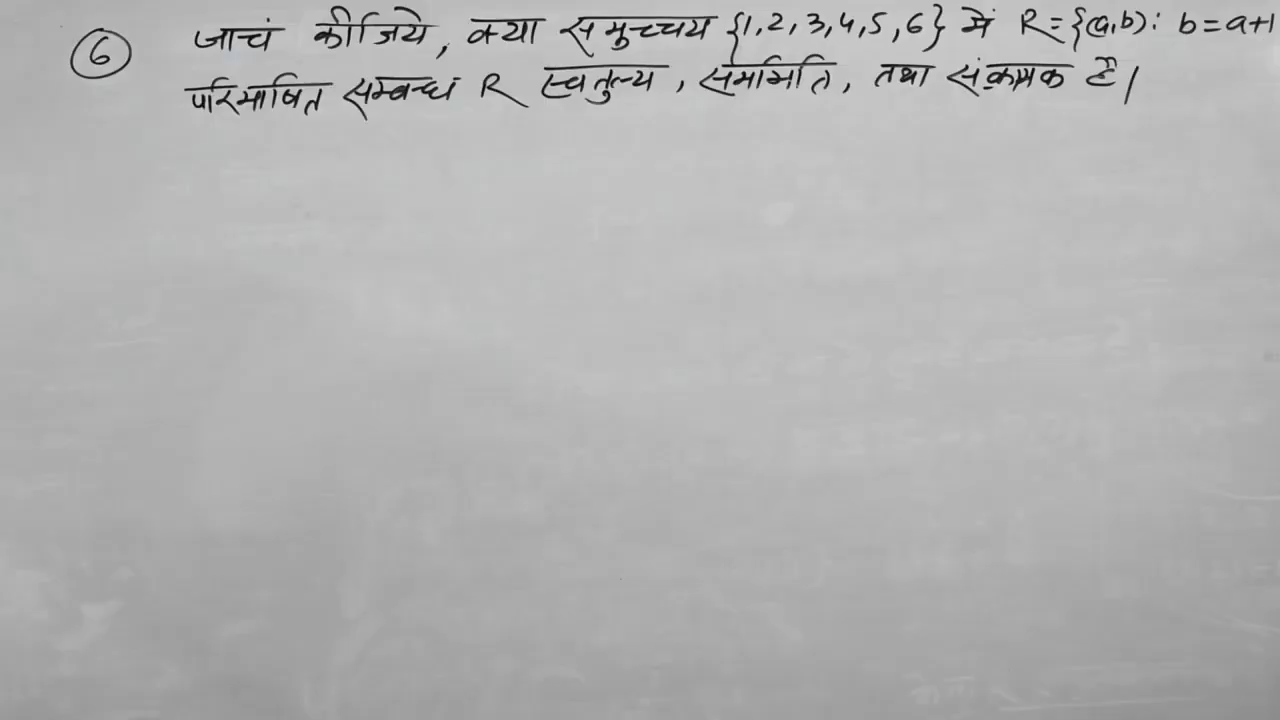 ⑥ जाचं कीजिये, क्या समुच्चय {1,2,3,4,5,6} में R={(a,b): b=a+1
परिभाषित सम्बन्धं R स्वतुल्य, सममिति, तथा संक्रामक है|